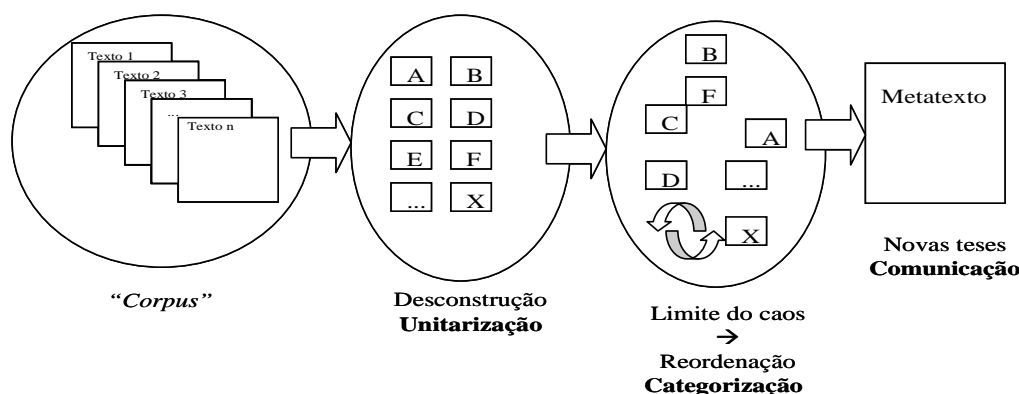 Texto 1
Texto 2
Texto 3
...
Texto n
“Corpus”
A B
C D
E F
... X
Desconstrução
Unitarização
B
F
C
A
D ...
X
Limite do caos
→
Reordenação
Categorização
Metatexto
Novas teses
Comunicação